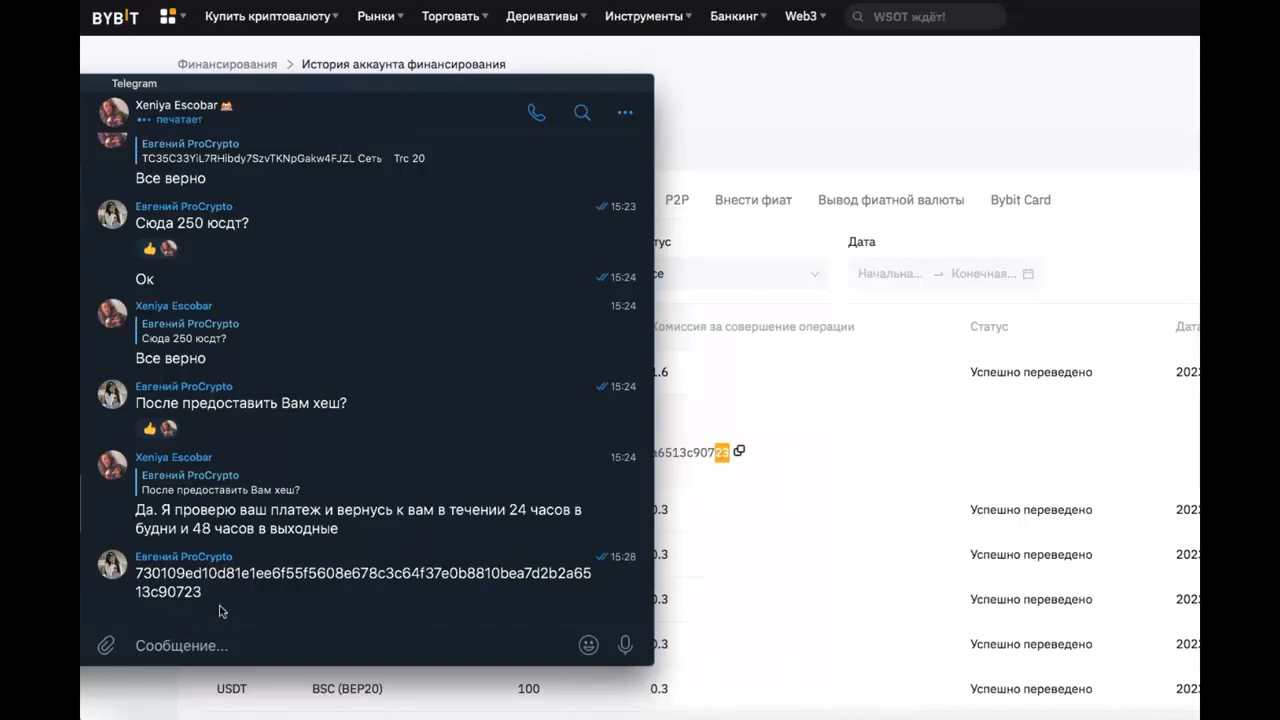 BYBIT
Купить криптовалюту
Рынки
Торговать
Деривативы
Инструменты
Банкинг
Web3
WSOT ждёт!
Финансирования > История аккаунта финансирования
Telegram
Xeniya Escobar
печатает
Евгений ProCrypto
TC35C33YiL7RHibdy7SzvTKNpGakw4FJZL Сеть Trc 20
Все верно
Евгений ProCrypto 15:23
Сюда 250 юсдт?
Ок 15:24
Xeniya Escobar 15:24
Евгений ProCrypto
Сюда 250 юсдт?
Все верно
Евгений ProCrypto 15:24
После предоставить Вам хеш?
Xeniya Escobar 15:24
Евгений ProCrypto
После предоставить Вам хеш?
Да. Я проверю ваш платеж и вернусь к вам в течении 24 часов в
будни и 48 часов в выходные
Евгений ProCrypto 15:28
730109ed10d81e1ee6f55f5608e678c3c64f37e0b8810bea7d2b2a65
13c90723
Сообщение...
P2P
Внести фиат
Вывод фиатной валюты
Bybit Card
Дата
Начальна... → Конечная...
Комиссия за совершение операции
Статус
Успешно переведено
a6513c90723
0.3 Успешно переведено
0.3 Успешно переведено
0.3 Успешно переведено
0.3 Успешно переведено
USDT BSC (BEP20) 100 0.3 Успешно переведено